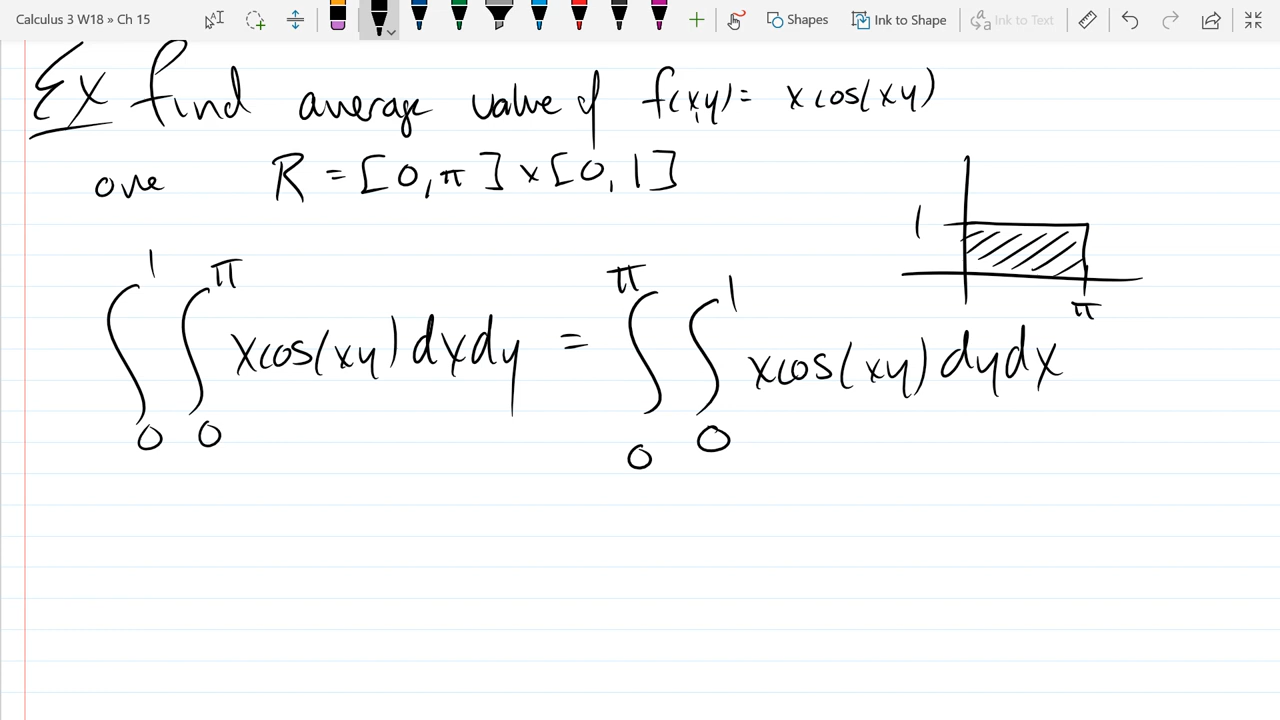 Calculus 3 W18 » Ch 15
Shapes
Ink to Shape
Ink to Text
Ex Find average value of f(x,y) = x cos(xy)
over R = [0, π] × [0, 1]
1
π
∫₀¹ ∫₀^π x cos(xy) dx dy = ∫₀^π ∫₀¹ x cos(xy) dy dx